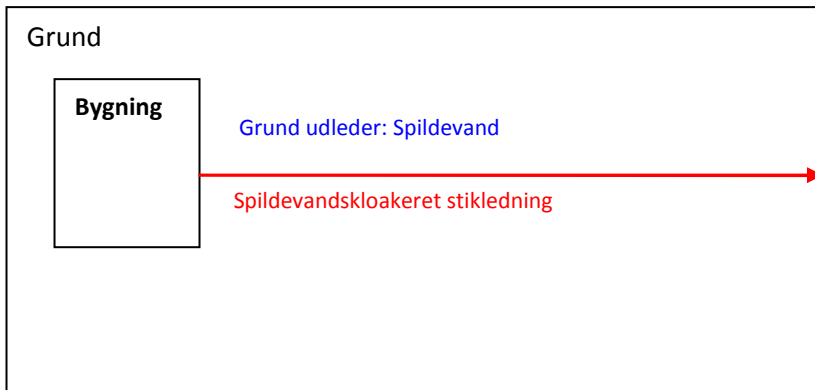 Grund
Bygning
Grund udleder: Spildevand
Spildevandskloakeret stikledning